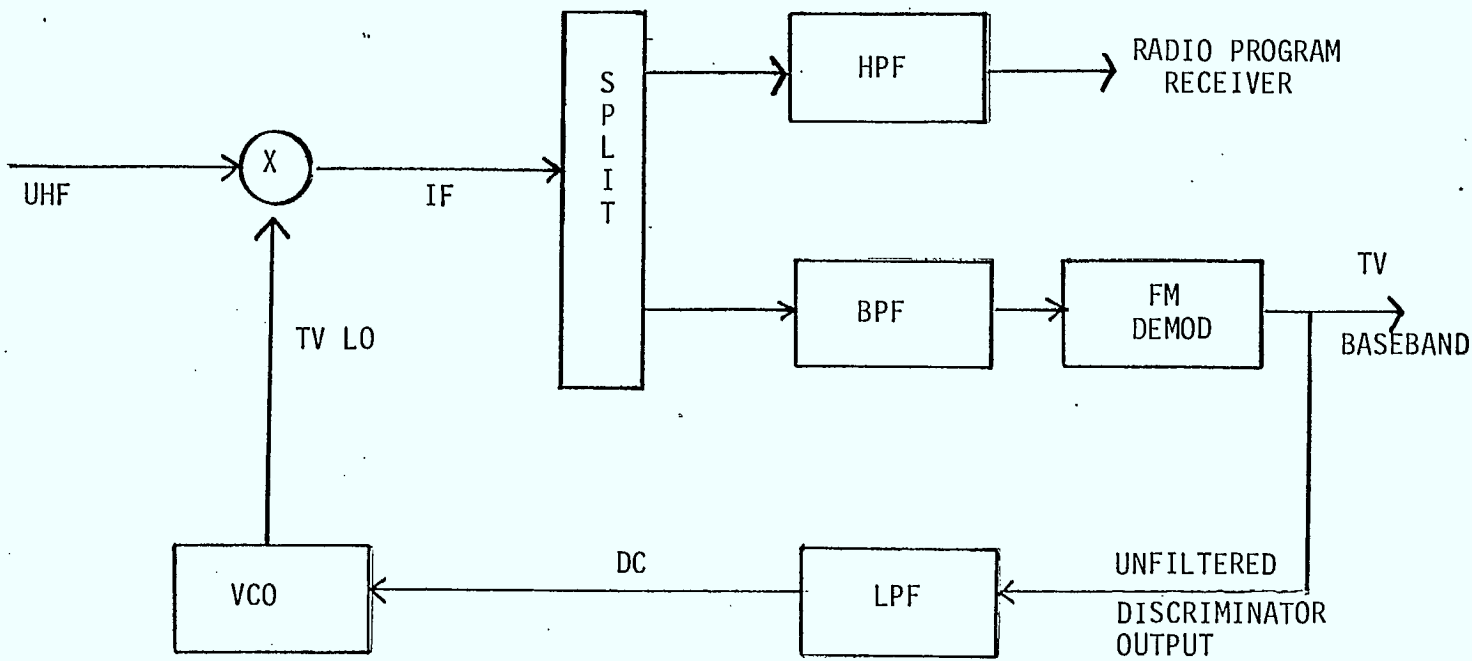 HPF
RADIO PROGRAM
RECEIVER
SPLIT
X
UHF
IF
TV LO
BPF
FM
DEMOD
TV
BASEBAND
VCO
DC
LPF
UNFILTERED
DISCRIMINATOR
OUTPUT